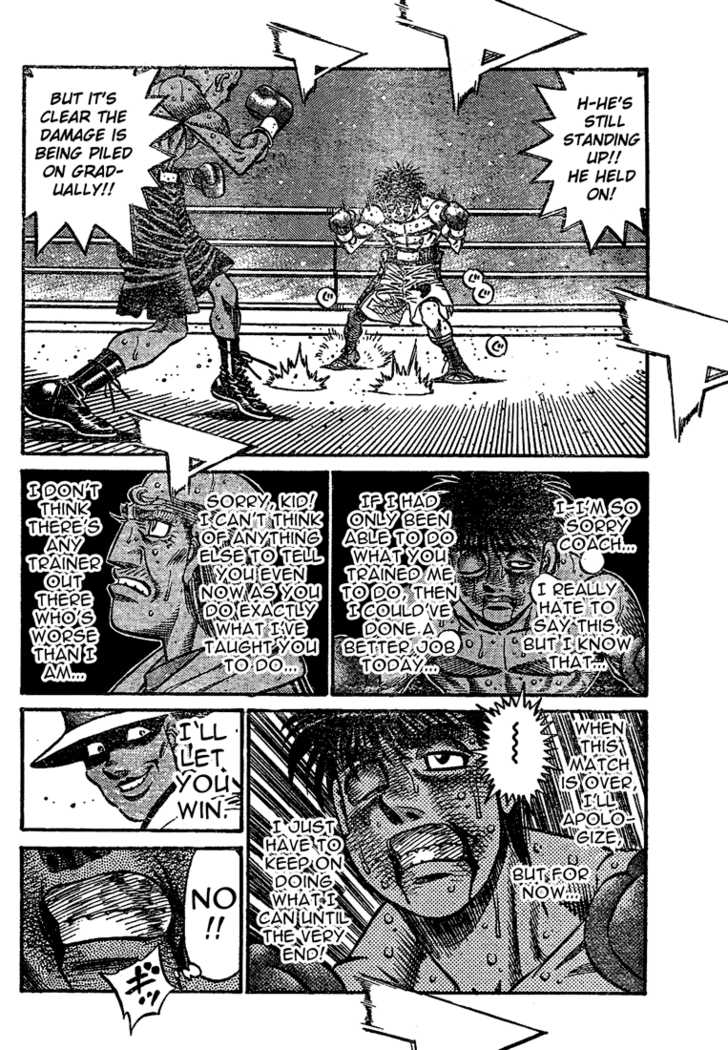 H-HE'S
STILL
STANDING
UP!!
HE HELD
ON!
BUT IT'S
CLEAR THE
DAMAGE IS
BEING PILED
ON GRAD-
UALLY!!
I-I'M SO
SORRY
COACH...
I REALLY
HATE TO
SAY THIS,
BUT I KNOW
THAT...
IF I HAD
ONLY BEEN
ABLE TO DO
WHAT YOU
TRAINED ME
TO DO, THEN
I COULD'VE
DONE A
BETTER JOB
TODAY...
SORRY, KID!
I CAN'T THINK
OF ANYTHING
ELSE TO TELL
YOU EVEN
NOW AS YOU
DO EXACTLY
WHAT I'VE
TAUGHT YOU
TO DO...
I DON'T
THINK
THERE'S
ANY
TRAINER
OUT
THERE
WHO'S
WORSE
THAN I
AM...
WHEN
THIS
MATCH
IS OVER,
I'LL
APOLO-
GIZE,
BUT FOR
NOW...
I JUST
HAVE TO
KEEP ON
DOING
WHAT I
CAN UNTIL
THE VERY
END!
I'LL
LET
YOU
WIN.
NO
!!
ギッ